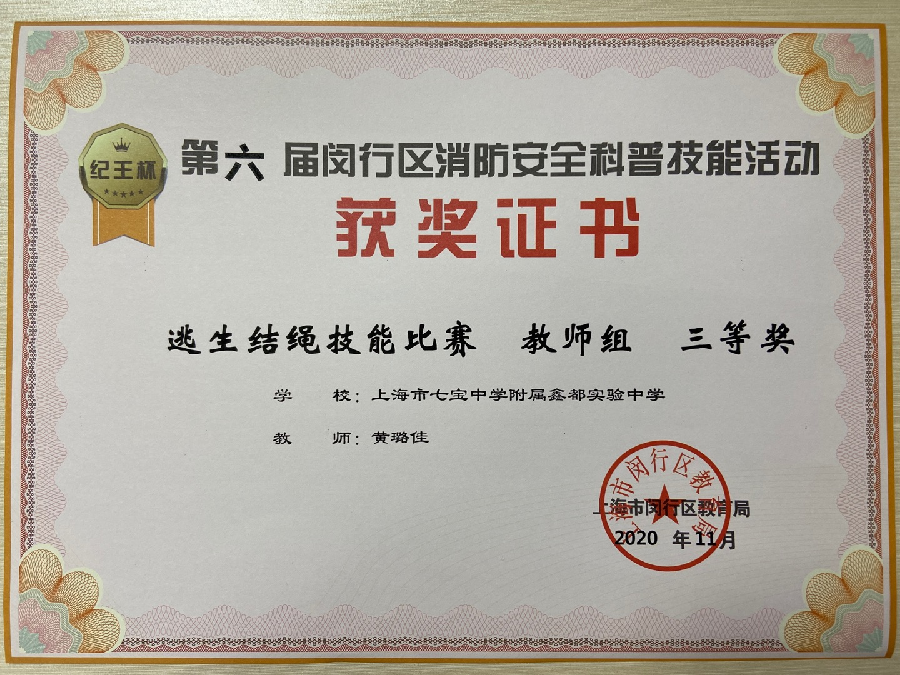 纪王杯
第六届闵行区消防安全科普技能活动
获奖证书
逃生结绳技能比赛 教师组 三等奖
学 校：上海市七宝中学附属鑫都实验中学
教 师：黄璐佳
上海市闵行区教育局
上海市闵行区教育局
2020 年 11月